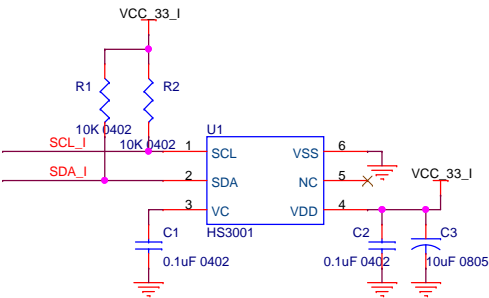 VCC_33_I
R1
R2
10K 0402
10K 0402
SCL_I
SDA_I
U1
1
SCL
VSS
6
2
SDA
NC
5
3
VC
VDD
4
HS3001
VCC_33_I
C1
0.1uF 0402
C2
0.1uF 0402
C3
10uF 0805